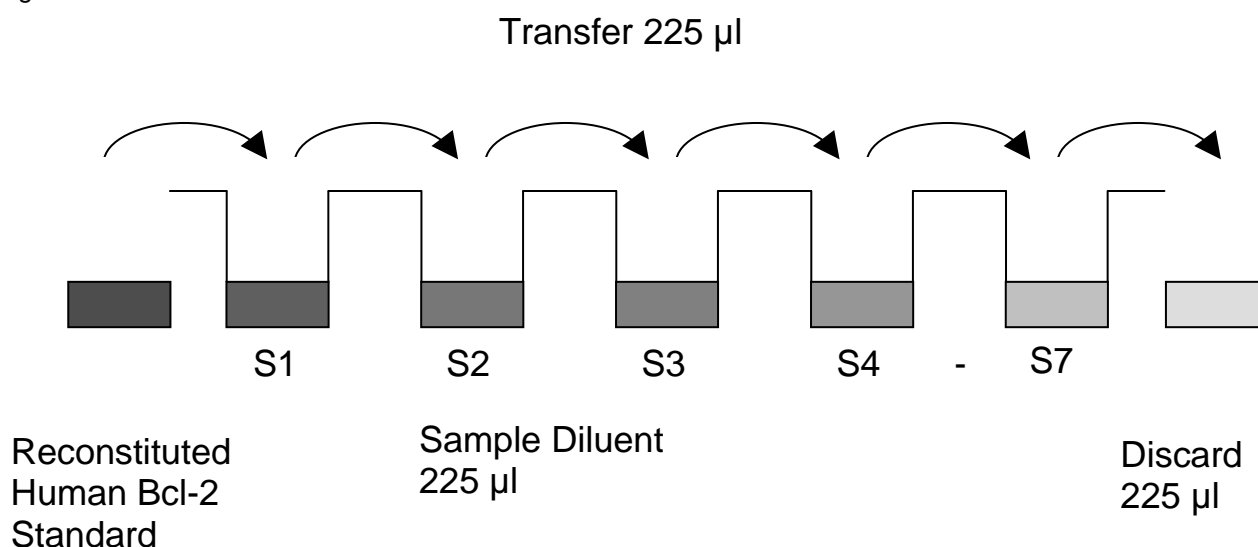 Transfer 225 µl
S1 S2 S3 S4 - S7
Reconstituted
Human Bcl-2
Standard
Sample Diluent
225 µl
Discard
225 µl